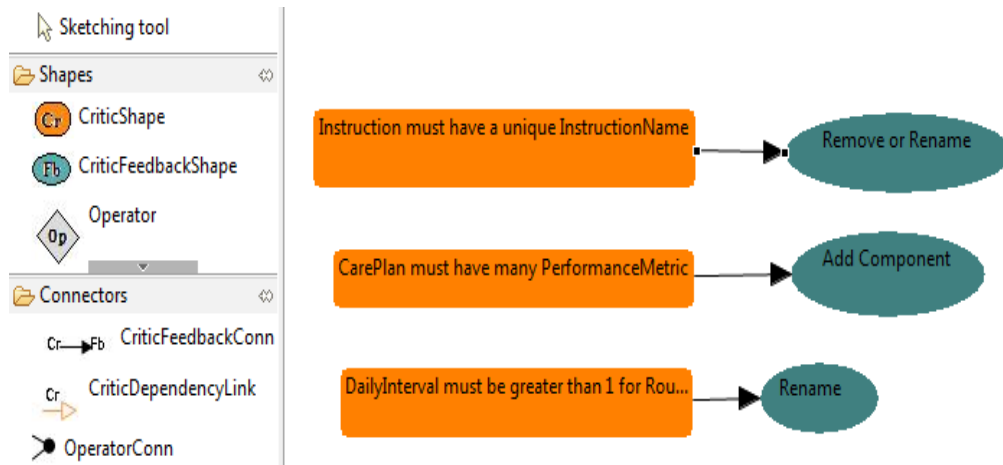 Sketching tool
Shapes
Cr CriticShape
Fb CriticFeedbackShape
Operator
Op
Connectors
Cr Fb CriticFeedbackConn
Cr CriticDependencyLink
OperatorConn
Instruction must have a unique InstructionName
Remove or Rename
CarePlan must have many PerformanceMetric
Add Component
DailyInterval must be greater than 1 for Rou...
Rename